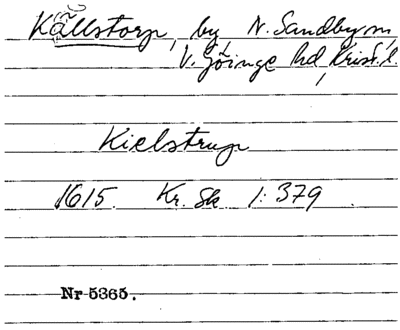 Källstorp, by N. Sandby sn,
V. Göinge hd, Krist. l.
Kielstrup
1615. Kr. Sk 1:379
Nr 5365.